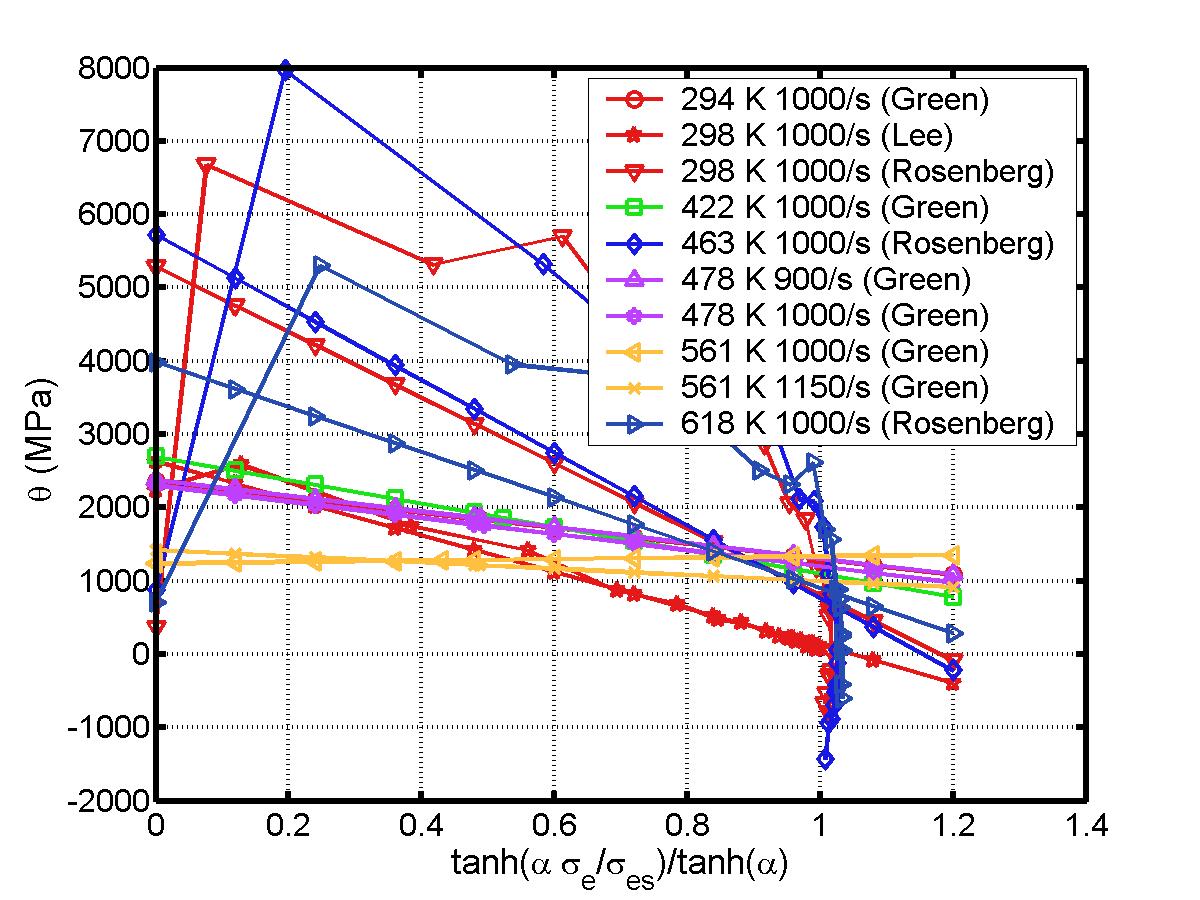 8000
7000
6000
5000
4000
3000
2000
1000
0
-1000
-2000
θ (MPa)
294 K 1000/s (Green)
298 K 1000/s (Lee)
298 K 1000/s (Rosenberg)
422 K 1000/s (Green)
463 K 1000/s (Rosenberg)
478 K 900/s (Green)
478 K 1000/s (Green)
561 K 1000/s (Green)
561 K 1150/s (Green)
618 K 1000/s (Rosenberg)
0 0.2 0.4 0.6 0.8 1 1.2 1.4
tanh(α σe/σes)/tanh(α)